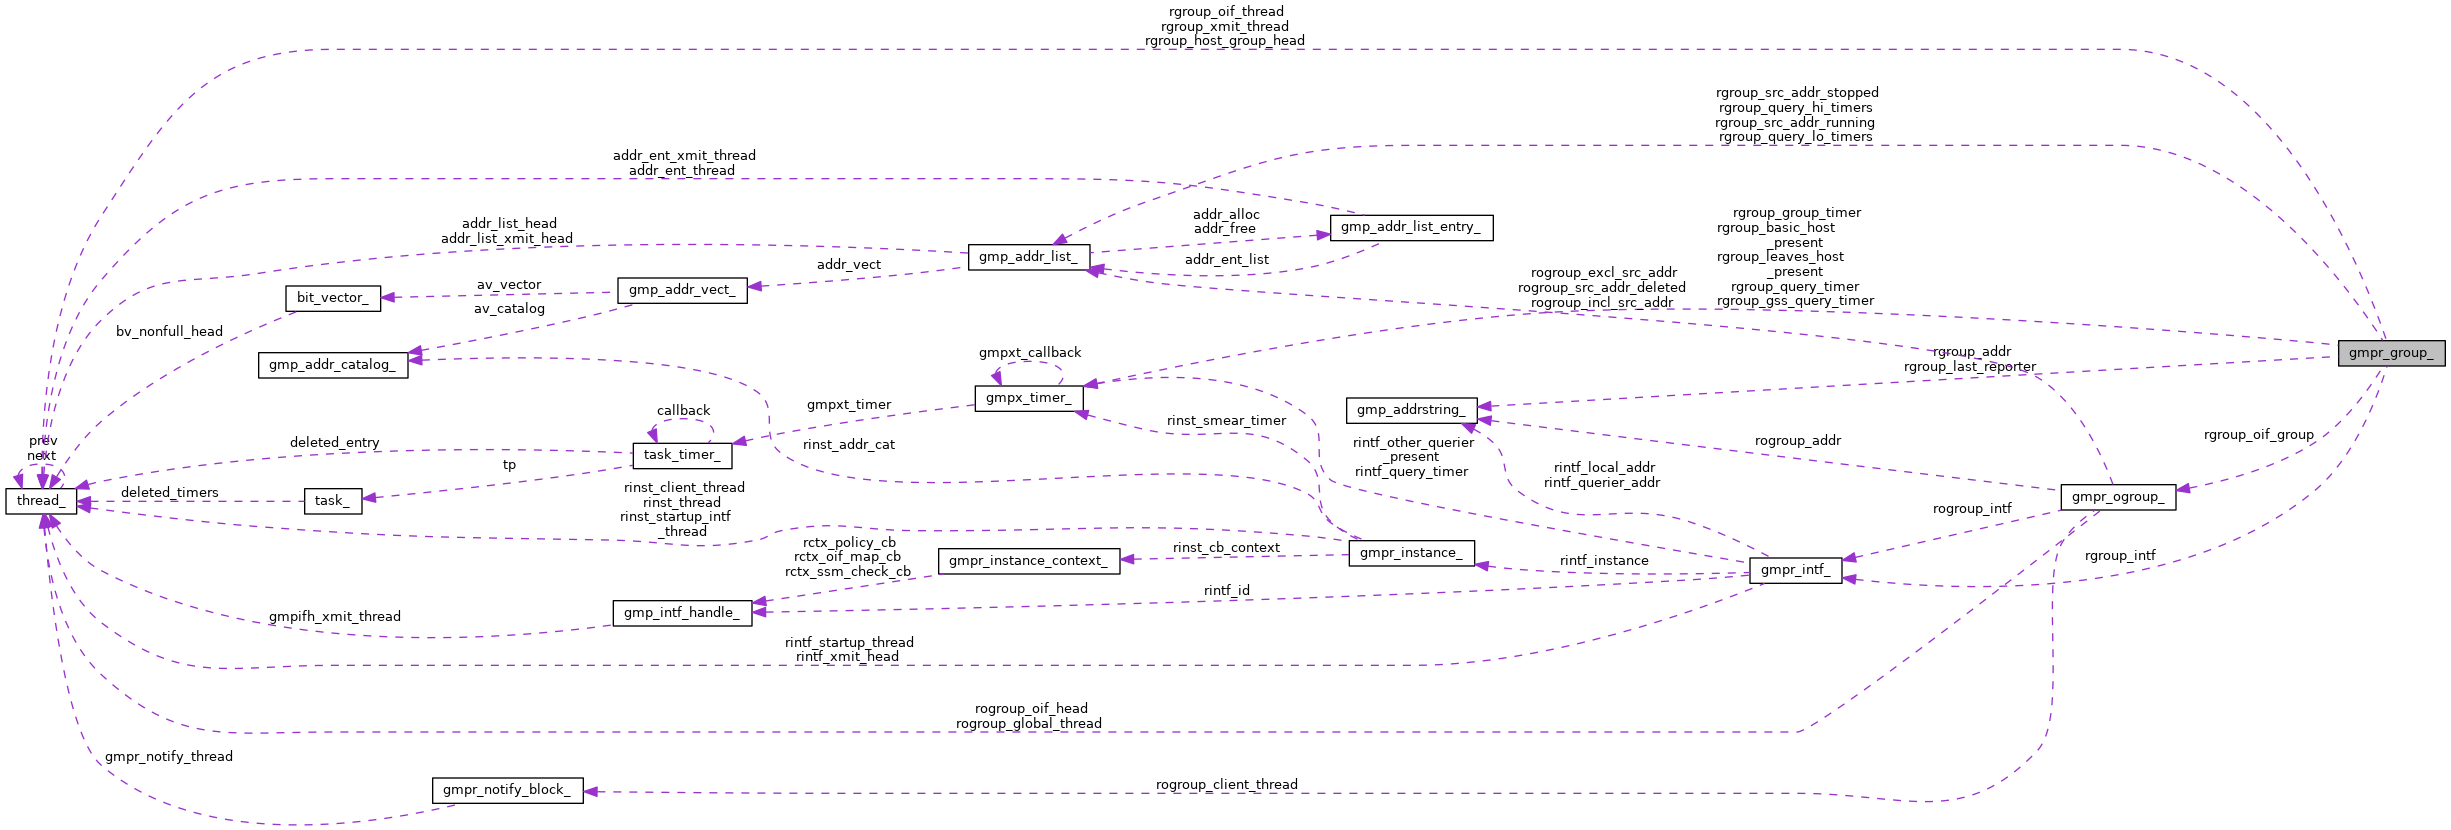 rgroup_oif_thread
rgroup_xmit_thread
rgroup_host_group_head
rgroup_src_addr_stopped
rgroup_query_hi_timers
rgroup_src_addr_running
rgroup_query_lo_timers
addr_ent_xmit_thread
addr_ent_thread
addr_list_head
addr_list_xmit_head
addr_alloc
addr_free
gmp_addr_list_entry_
rgroup_group_timer
rgroup_basic_host
_present
rgroup_leaves_host
_present
rgroup_query_timer
rgroup_gss_query_timer
gmp_addr_list_
addr_ent_list
addr_vect
rogroup_excl_src_addr
rogroup_src_addr_deleted
rogroup_incl_src_addr
bit_vector_
av_vector
gmp_addr_vect_
av_catalog
bv_nonfull_head
gmp_addr_catalog_
gmpxt_callback
rgroup_addr
rgroup_last_reporter
gmpr_group_
gmpx_timer_
gmpxt_timer
callback
gmp_addrstring_
rinst_smear_timer
rinst_addr_cat
rintf_other_querier
_present
rintf_query_timer
rogroup_addr
rgroup_oif_group
prev
next
deleted_entry
task_timer_
tp
rintf_local_addr
rintf_querier_addr
thread_
deleted_timers
task_
rinst_client_thread
rinst_thread
rinst_startup_intf
_thread
gmpr_ogroup_
rogroup_intf
rctx_policy_cb
rctx_oif_map_cb
rctx_ssm_check_cb
gmpr_instance_context_
rinst_cb_context
gmpr_instance_
rintf_instance
gmpr_intf_
rgroup_intf
rintf_id
gmpifh_xmit_thread
gmp_intf_handle_
rintf_startup_thread
rintf_xmit_head
rogroup_oif_head
rogroup_global_thread
gmpr_notify_thread
gmpr_notify_block_
rogroup_client_thread